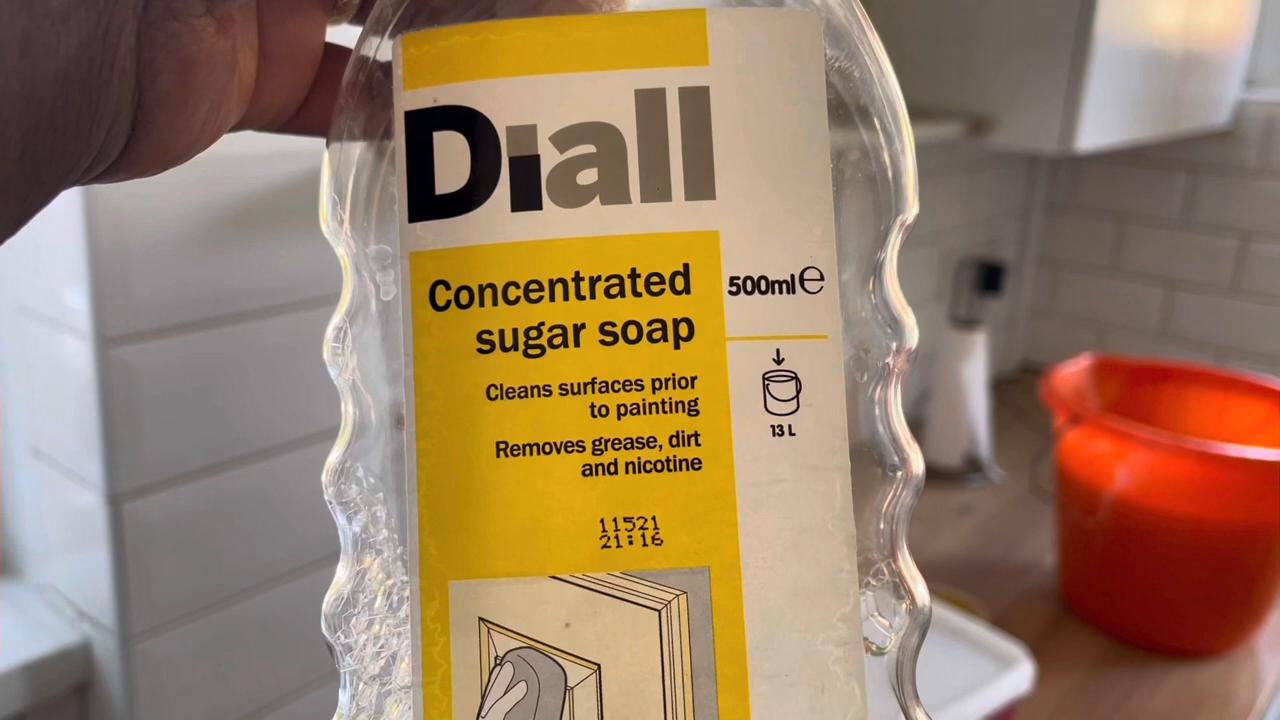 Diall
Concentrated
sugar soap
500ml ℮
Cleans surfaces prior
to painting
Removes grease, dirt
and nicotine
13 L
11521
21:16